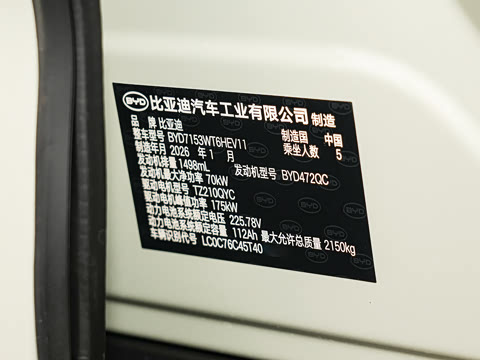 BYD 比亚迪汽车工业有限公司 制造
品 牌 比亚迪 制造国 中国
整车型号 BYD7153WT6HEV11 乘坐人数 5
制造年月 2026 年 1 月
发动机排量 1498mL 发动机型号 BYD472QC
发动机最大净功率 70kW
驱动电机型号 TZ210QYC
驱动电机峰值功率 175kW
动力电池系统额定电压 225.78V
动力电池系统额定容量 112Ah 最大允许总质量 2150kg
车辆识别代号 LC0C76C45T40